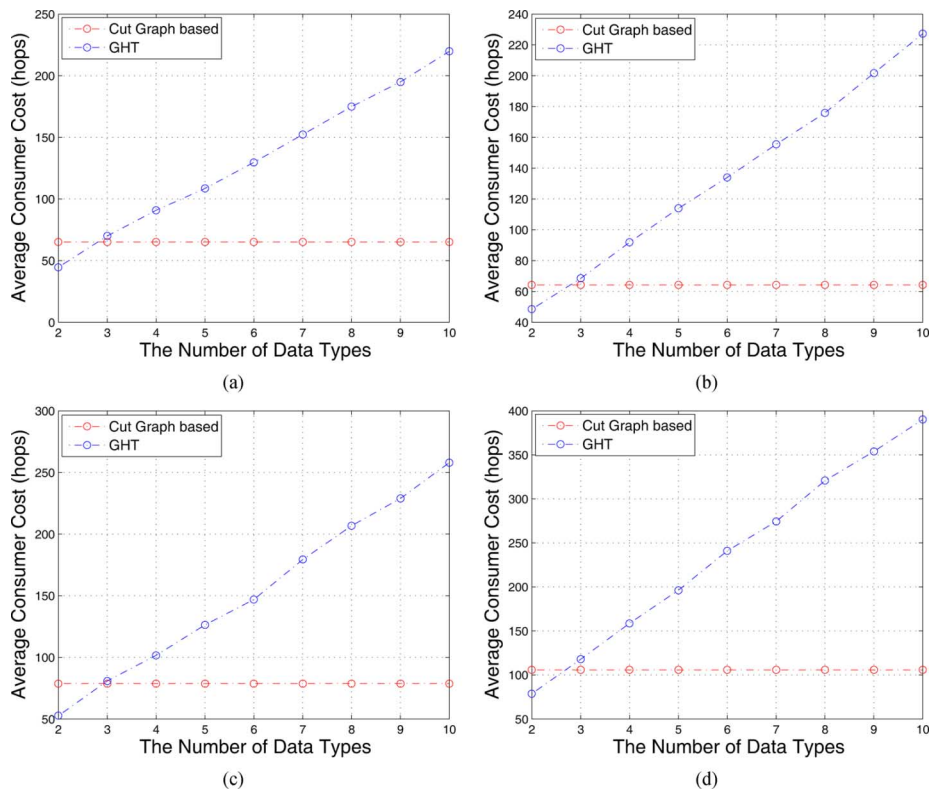 250
200
150
100
50
0
Average Consumer Cost (hops)
Cut Graph based
GHT
2 3 4 5 6 7 8 9 10
The Number of Data Types
(a)
240
220
200
180
160
140
120
100
80
60
40
Average Consumer Cost (hops)
Cut Graph based
GHT
2 3 4 5 6 7 8 9 10
The Number of Data Types
(b)
300
250
200
150
100
50
Average Consumer Cost (hops)
Cut Graph based
GHT
2 3 4 5 6 7 8 9 10
The Number of Data Types
(c)
400
350
300
250
200
150
100
50
Average Consumer Cost (hops)
Cut Graph based
GHT
2 3 4 5 6 7 8 9 10
The Number of Data Types
(d)